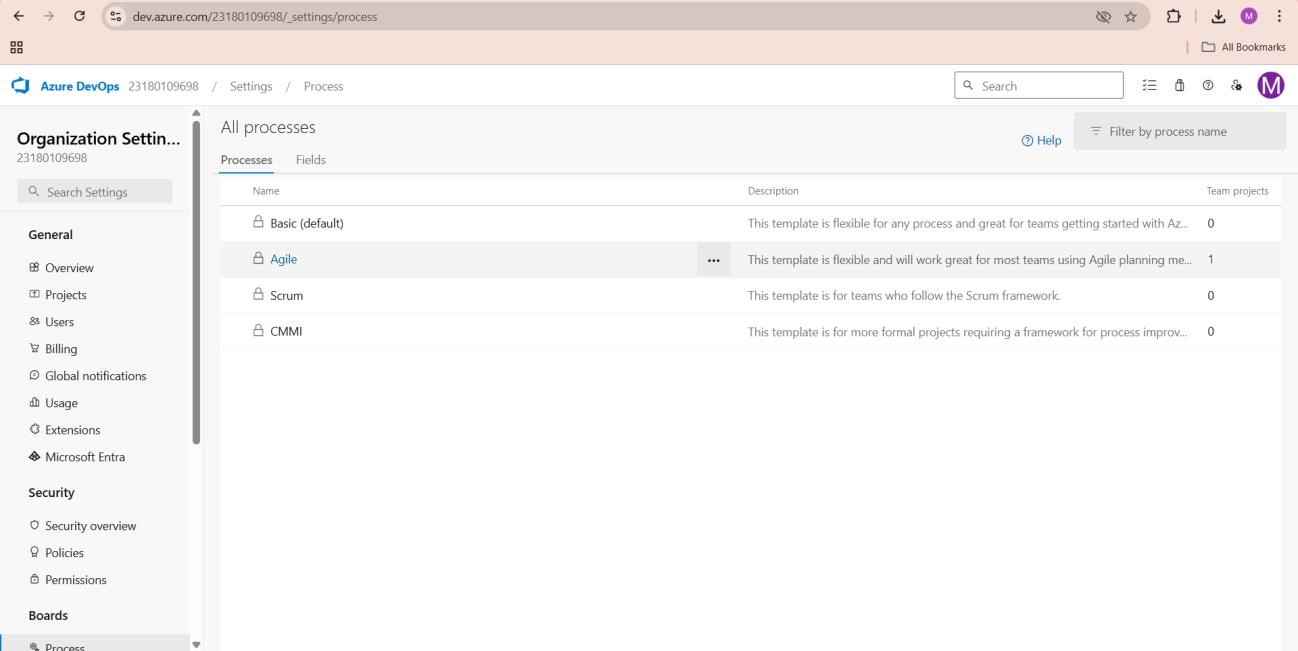 dev.azure.com/23180109698/_settings/process
M
All Bookmarks
Azure DevOps 23180109698 / Settings / Process
Search
M
Organization Settin...
23180109698
Search Settings
General
Overview
Projects
Users
Billing
Global notifications
Usage
Extensions
Microsoft Entra
Security
Security overview
Policies
Permissions
Boards
Process
All processes
Help
Filter by process name
Processes Fields
Name Description Team projects
Basic (default) This template is flexible for any process and great for teams getting started with Az... 0
Agile ... This template is flexible and will work great for most teams using Agile planning me... 1
Scrum This template is for teams who follow the Scrum framework. 0
CMMI This template is for more formal projects requiring a framework for process improv... 0